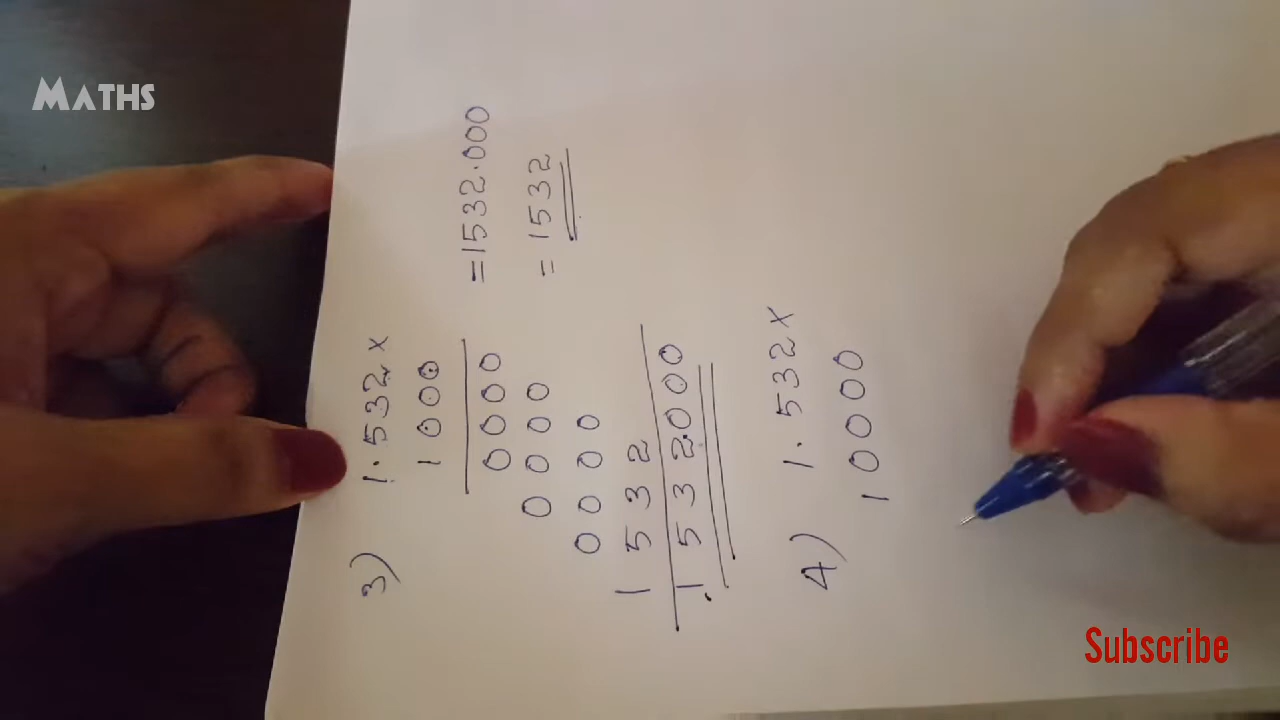 MATHS
3) 1.532 x
1000
0000
0000
0000
1532
1532.000
=1532.000
= 1532
4) 1.532 x
10000
Subscribe